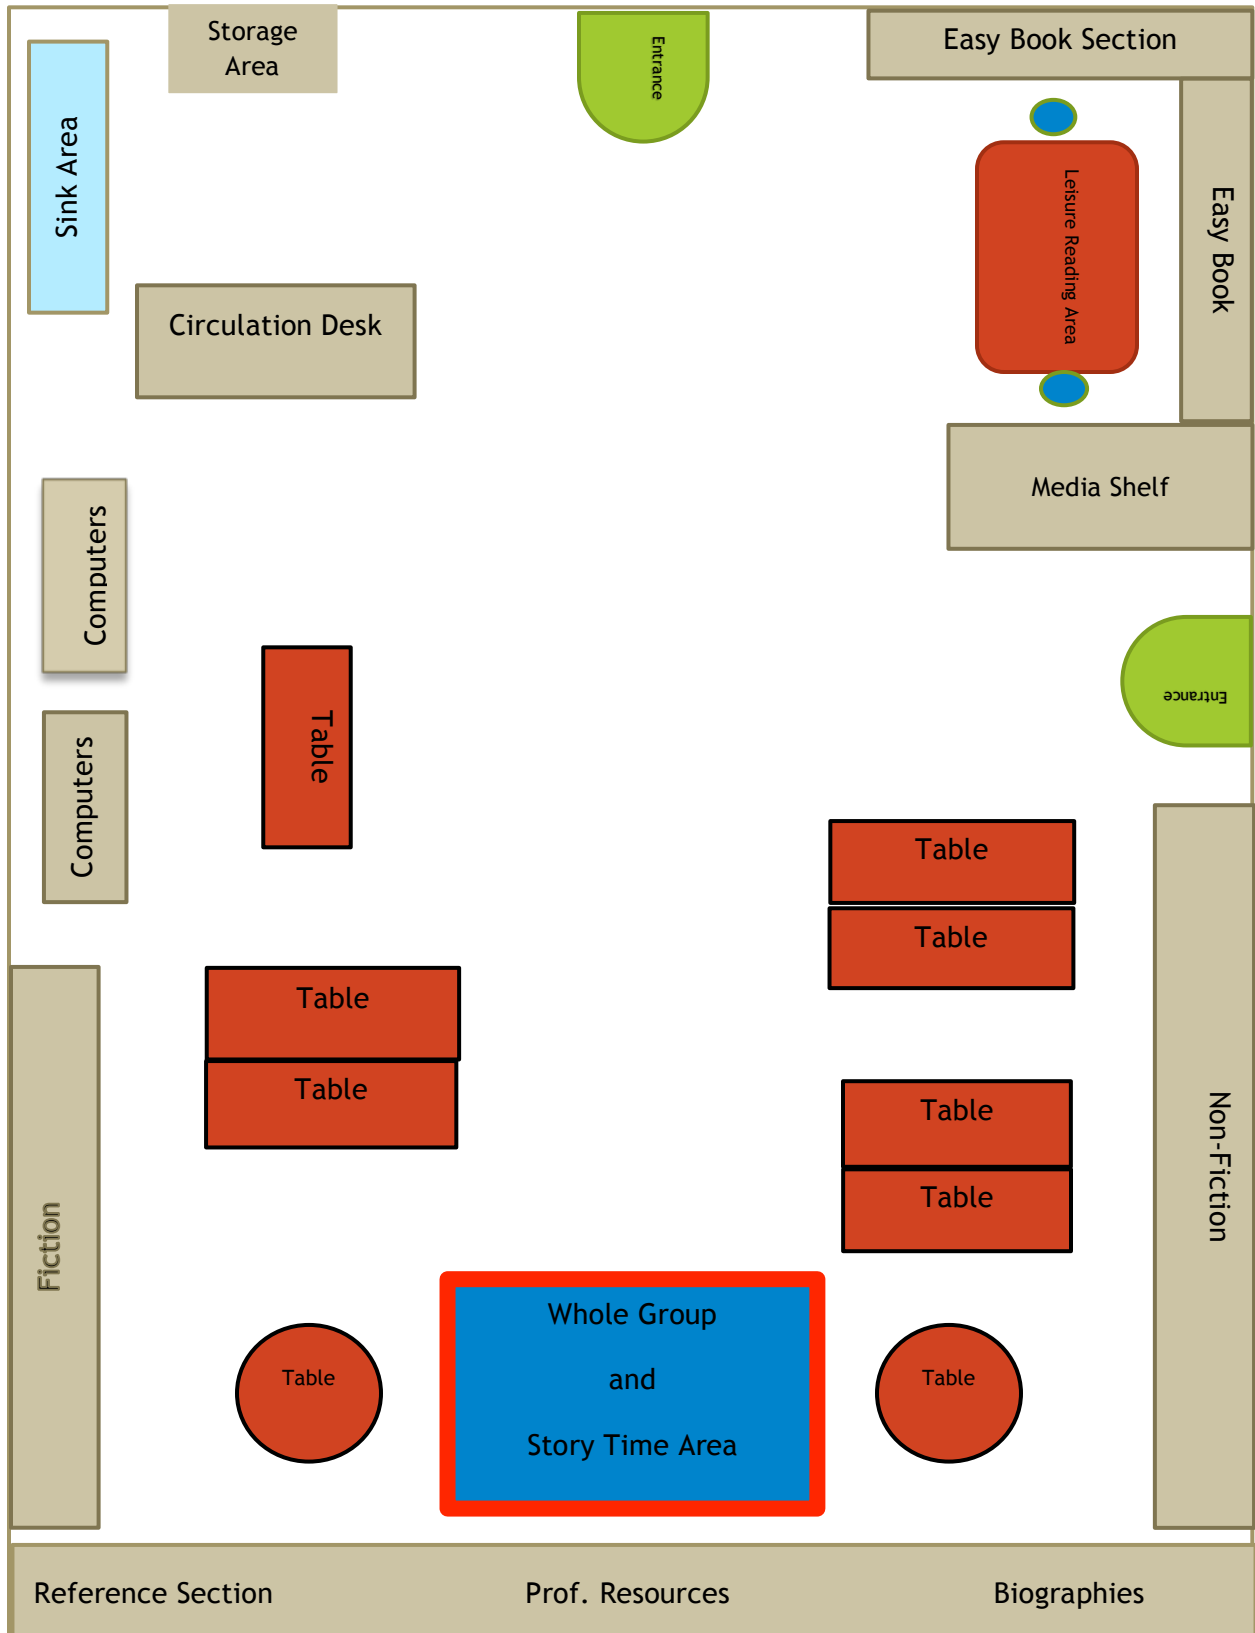 Storage
Area
Entrance
Easy Book Section
Sink Area
Leisure Reading Area
Easy Book
Circulation Desk
Media Shelf
Computers
Entrance
Table
Computers
Table
Table
Table
Table
Table
Table
Non-Fiction
Fiction
Whole Group
and
Story Time Area
Table
Table
Reference Section
Prof. Resources
Biographies